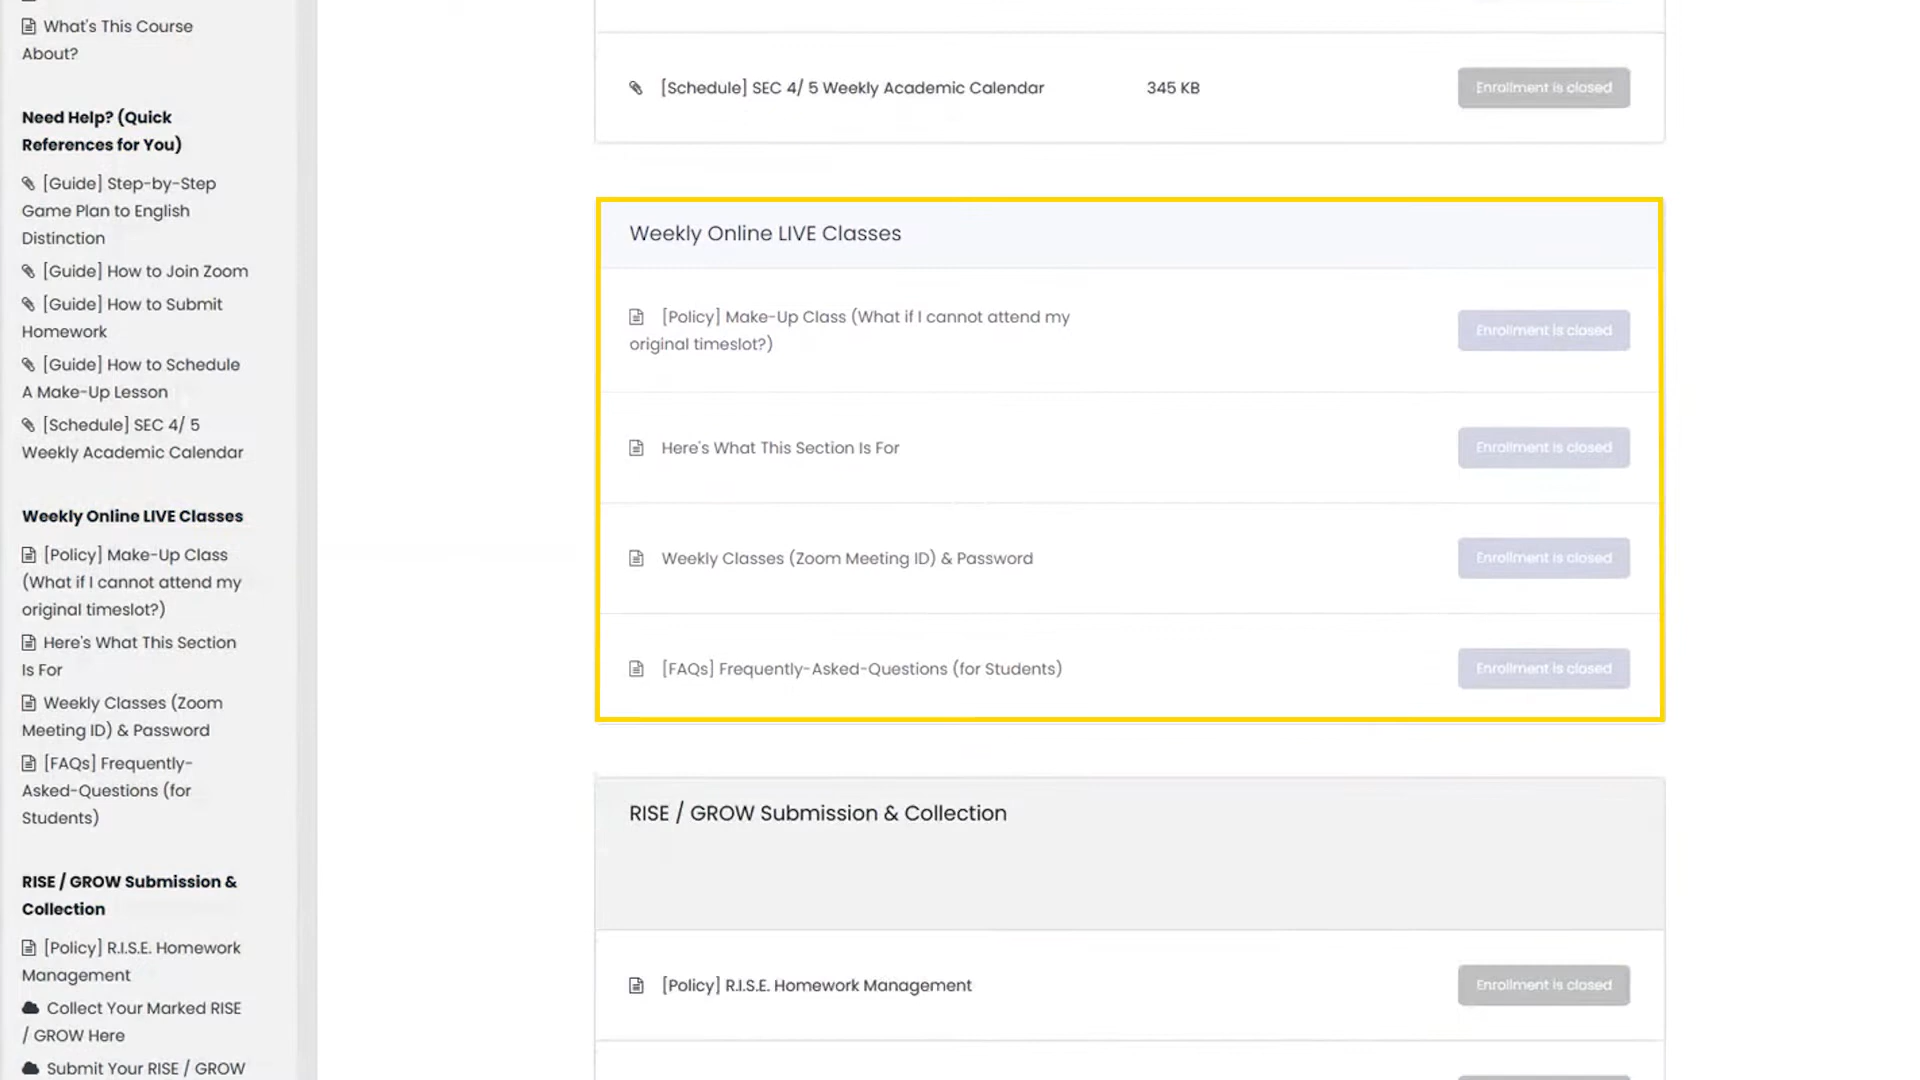 What's This Course
About?
Need Help? (Quick
References for You)
[Guide] Step-by-Step
Game Plan to English
Distinction
[Guide] How to Join Zoom
[Guide] How to Submit
Homework
[Guide] How to Schedule
A Make-Up Lesson
[Schedule] SEC 4/ 5
Weekly Academic Calendar
Weekly Online LIVE Classes
[Policy] Make-Up Class
(What if I cannot attend my
original timeslot?)
Here's What This Section
Is For
Weekly Classes (Zoom
Meeting ID) & Password
[FAQs] Frequently-
Asked-Questions (for
Students)
RISE / GROW Submission &
Collection
[Policy] R.I.S.E. Homework
Management
Collect Your Marked RISE
/ GROW Here
Submit Your RISE / GROW
[Schedule] SEC 4/ 5 Weekly Academic Calendar 345 KB Enrollment is closed
Weekly Online LIVE Classes
[Policy] Make-Up Class (What if I cannot attend my
original timeslot?)
Enrollment is closed
Here's What This Section Is For Enrollment is closed
Weekly Classes (Zoom Meeting ID) & Password Enrollment is closed
[FAQs] Frequently-Asked-Questions (for Students) Enrollment is closed
RISE / GROW Submission & Collection
[Policy] R.I.S.E. Homework Management Enrollment is closed